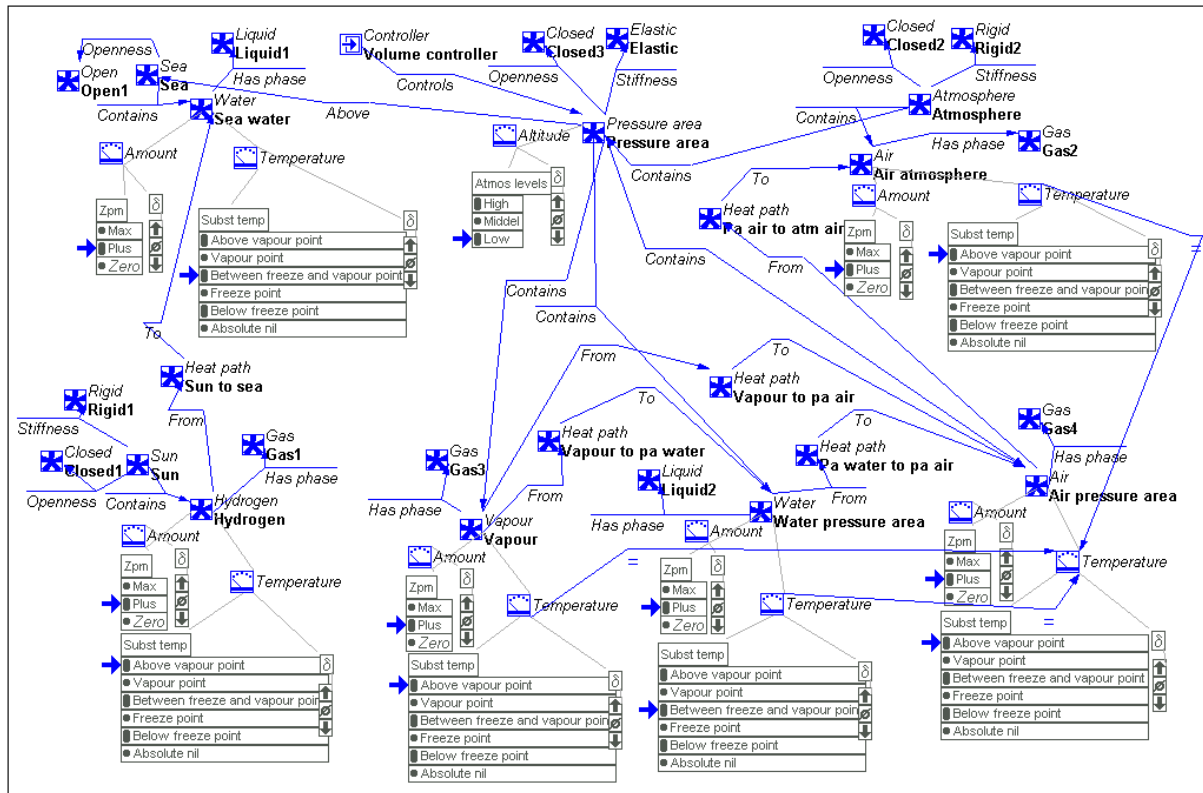 Openness
Open
Open1
Sea
Sea
Contains
Liquid
Liquid1
Has phase
Water
Sea water
Amount
Zpm
δ
Max
Plus
Zero
Temperature
Subst temp
δ
Above vapour point
Vapour point
Between freeze and vapour point
Freeze point
Below freeze point
Absolute nil
Controller
Volume controller
Controls
Above
Closed
Closed3
Elastic
Elastic
Openness
Stiffness
Pressure area
Pressure area
Altitude
Atmos levels
δ
High
Middel
Low
Contains
Contains
Contains
Contains
Closed
Closed2
Rigid
Rigid2
Openness
Stiffness
Atmosphere
Atmosphere
Contains
Gas
Gas2
Has phase
Air
Air atmosphere
To
Heat path
Pa air to atm air
From
Amount
Zpm
δ
Max
Plus
Zero
Temperature
Subst temp
δ
Above vapour point
Vapour point
Between freeze and vapour poin
Freeze point
Below freeze point
Absolute nil
=
To
Heat path
Sun to sea
From
Rigid
Rigid1
Stiffness
Closed
Closed1
Sun
Sun
Openness
Contains
Gas
Gas1
Has phase
Hydrogen
Hydrogen
Amount
Zpm
δ
Max
Plus
Zero
Temperature
Subst temp
δ
Above vapour point
Vapour point
Between freeze and vapour poin
Freeze point
Below freeze point
Absolute nil
From
To
Heat path
Vapour to pa air
To
Heat path
Vapour to pa water
From
To
Heat path
Pa water to pa air
From
Gas
Gas3
Has phase
Vapour
Vapour
Amount
Zpm
δ
Max
Plus
Zero
Temperature
=
Subst temp
δ
Above vapour point
Vapour point
Between freeze and vapour poin
Freeze point
Below freeze point
Absolute nil
Liquid
Liquid2
Has phase
Water
Water pressure area
Amount
Zpm
δ
Max
Plus
Zero
Temperature
=
Subst temp
δ
Above vapour point
Vapour point
Between freeze and vapour poin
Freeze point
Below freeze point
Absolute nil
Gas
Gas4
Has phase
Air
Air pressure area
Amount
Zpm
δ
Max
Plus
Zero
Temperature
Subst temp
δ
Above vapour point
Vapour point
Between freeze and vapour poin
Freeze point
Below freeze point
Absolute nil